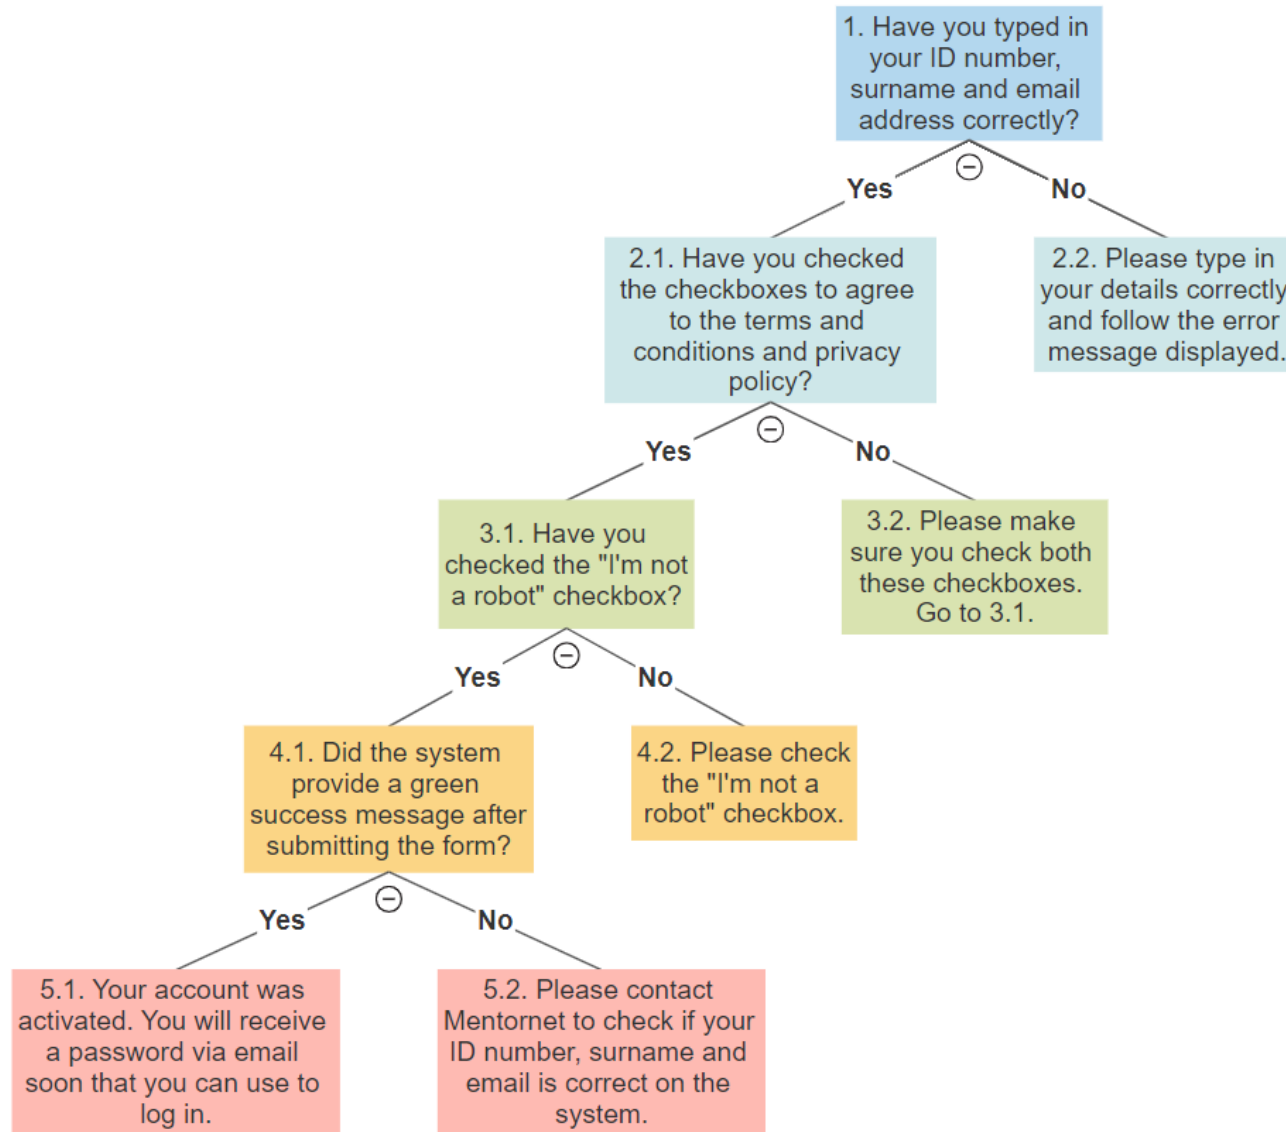 1. Have you typed in
your ID number,
surname and email
address correctly?
Yes
No
2.1. Have you checked
the checkboxes to agree
to the terms and
conditions and privacy
policy?
2.2. Please type in
your details correctly
and follow the error
message displayed.
Yes
No
3.1. Have you
checked the "I'm not
a robot" checkbox?
3.2. Please make
sure you check both
these checkboxes.
Go to 3.1.
Yes
No
4.1. Did the system
provide a green
success message after
submitting the form?
4.2. Please check
the "I'm not a
robot" checkbox.
Yes
No
5.1. Your account was
activated. You will receive
a password via email
soon that you can use to
log in.
5.2. Please contact
Mentornet to check if your
ID number, surname and
email is correct on the
system.